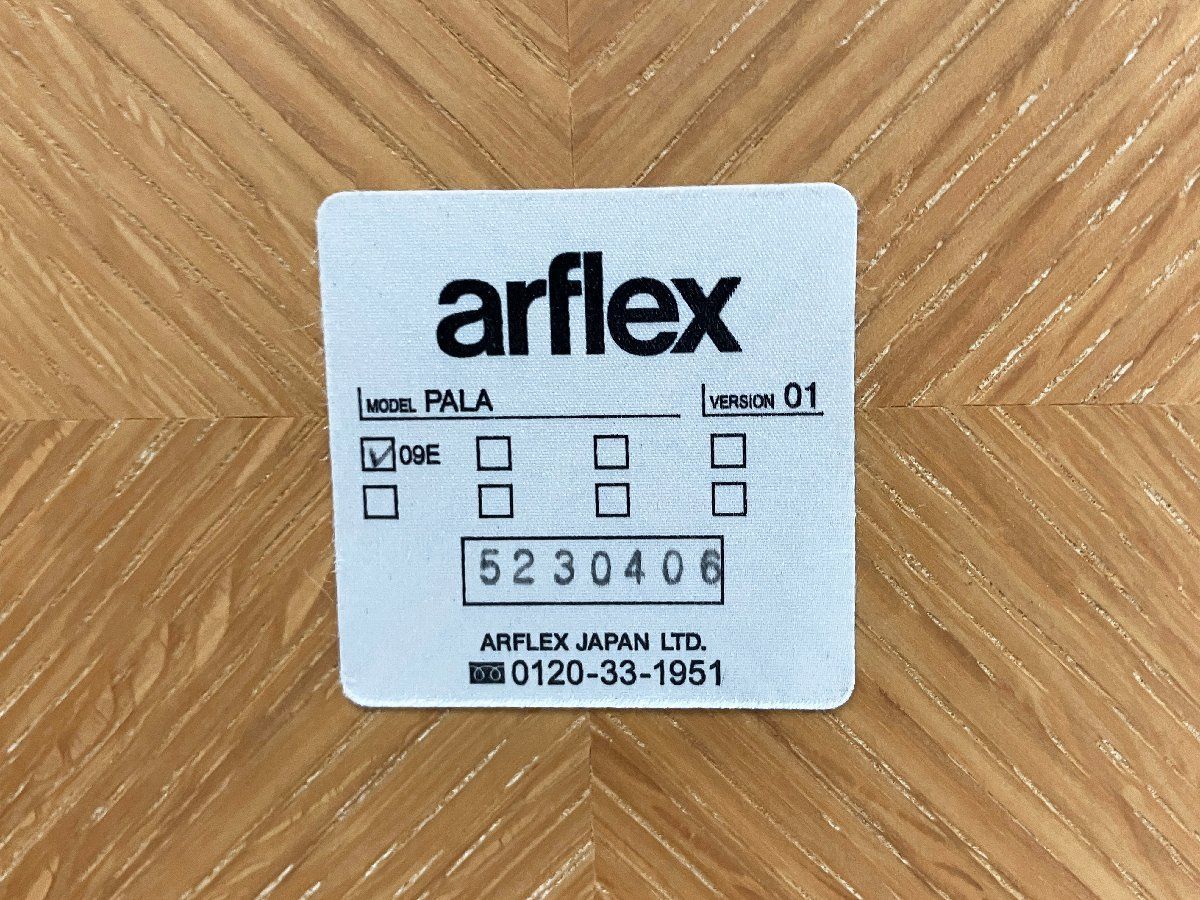 arflex
MODEL PALA VERSION 01
☑09E ☐ ☐ ☐
☐ ☐ ☐ ☐
5230406
ARFLEX JAPAN LTD.
0120-33-1951